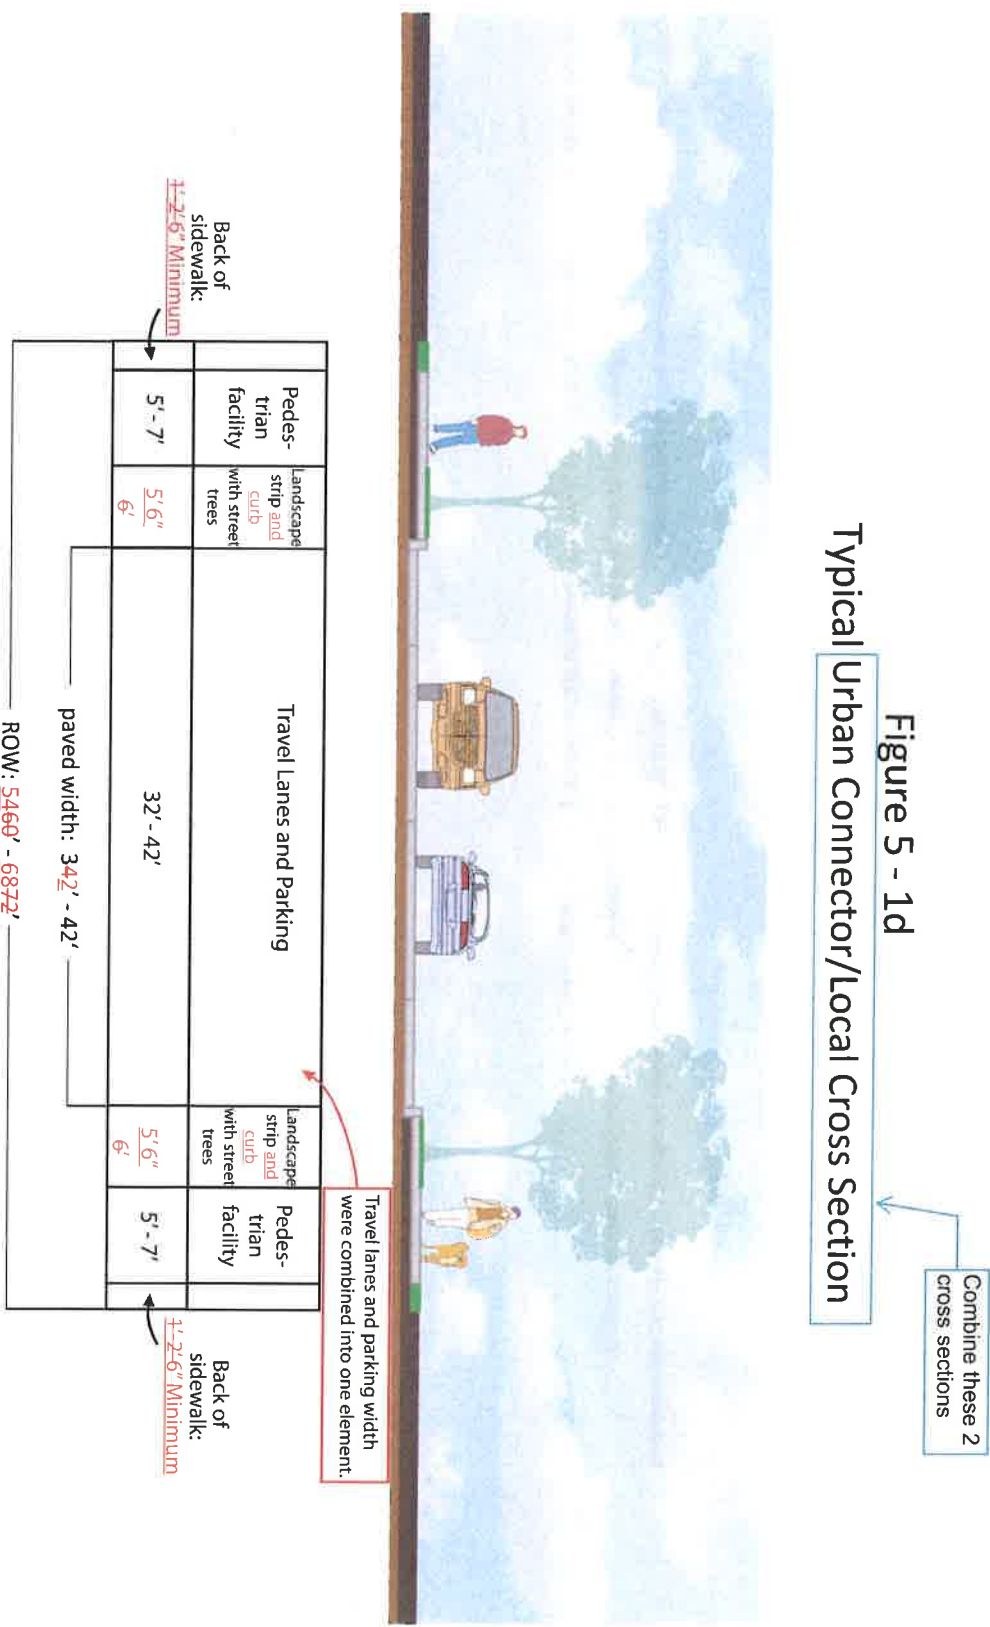 Figure 5 - 1d
Typical Urban Connector/Local Cross Section
Combine these 2
cross sections
Travel lanes and parking width
were combined into one element.
Pedes-
trian
facility
Landscape
strip and
curb
with street
trees
Travel Lanes and Parking
Landscape
strip and
curb
with street
trees
Pedes-
trian
facility
5' - 7'
5'6"
6'
32' - 42'
5'6"
6'
5' - 7'
Back of
sidewalk:
1'-2'6" Minimum
Back of
sidewalk:
1'-2'6" Minimum
paved width: 342' - 42'
ROW: 5460' - 6872'